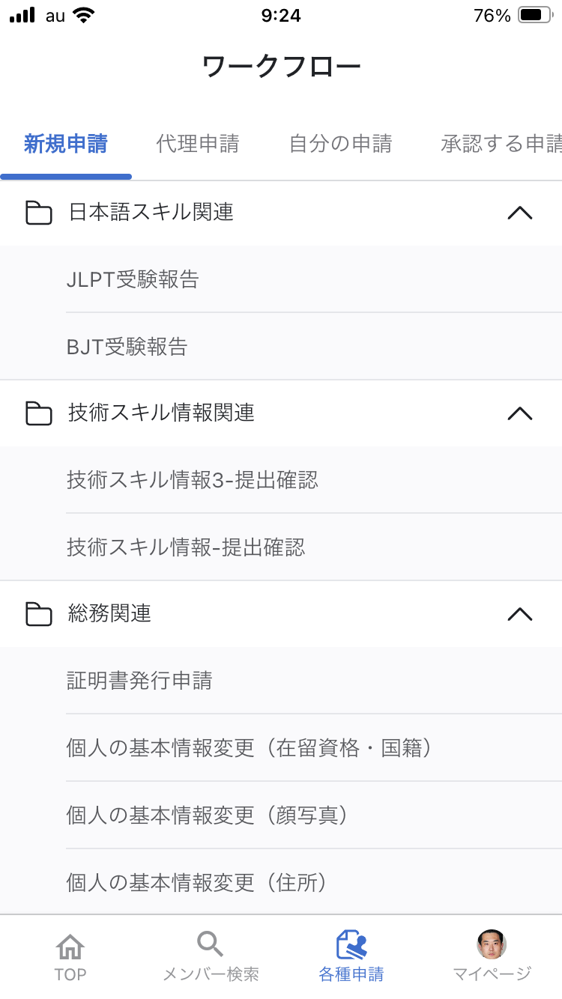 au 9:24 76%
ワークフロー
新規申請 代理申請 自分の申請 承認する申請
日本語スキル関連
JLPT受験報告
BJT受験報告
技術スキル情報関連
技術スキル情報3-提出確認
技術スキル情報-提出確認
総務関連
証明書発行申請
個人の基本情報変更（在留資格・国籍）
個人の基本情報変更（顔写真）
個人の基本情報変更（住所）
TOP メンバー検索 各種申請 マイページ